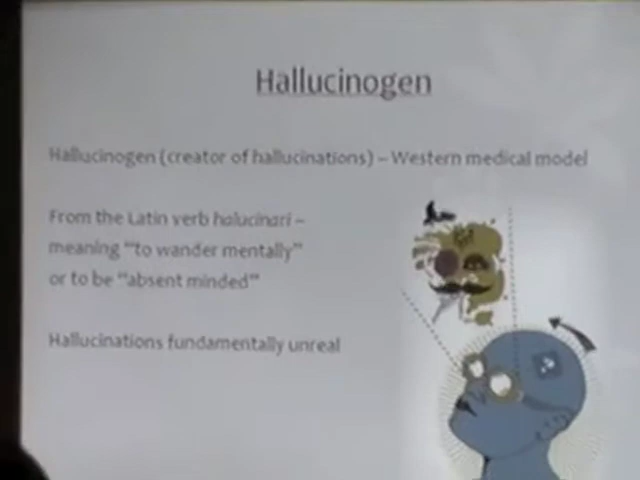 Hallucinogen
Hallucinogen (creator of hallucinations) – Western medical model
From the Latin verb halucinari –
meaning "to wander mentally"
or to be "absent minded"
Hallucinations fundamentally unreal